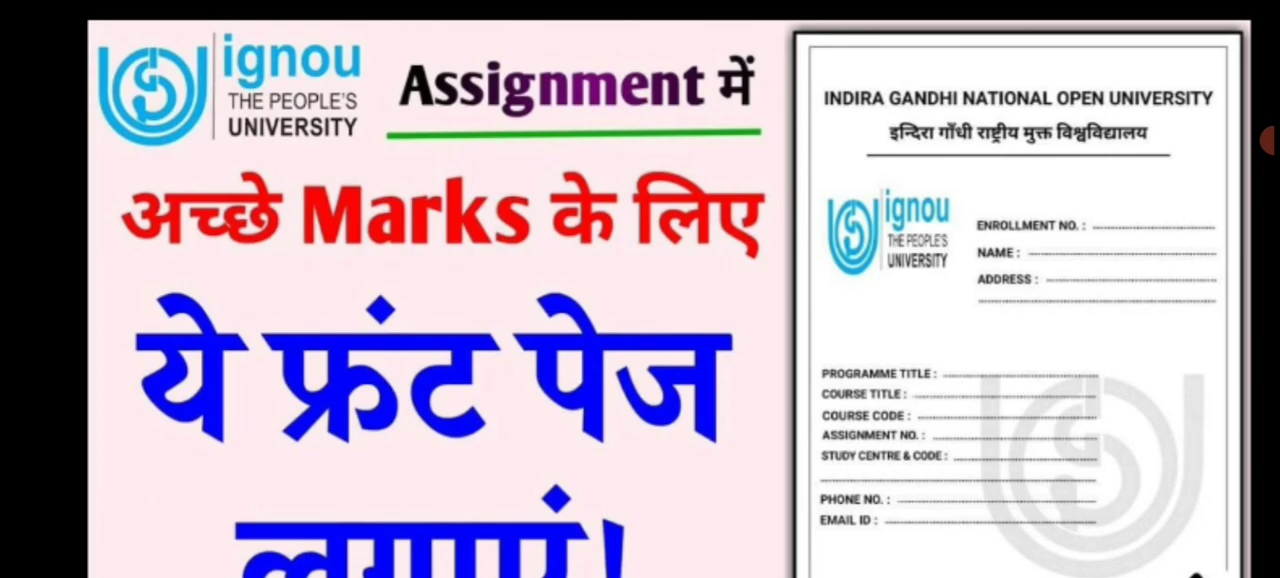 ignou
THE PEOPLE'S
UNIVERSITY
Assignment में
अच्छे Marks के लिए
ये फ्रंट पेज
लगाएं!
INDIRA GANDHI NATIONAL OPEN UNIVERSITY
इन्दिरा गाँधी राष्ट्रीय मुक्त विश्वविद्यालय
ignou
THE PEOPLE'S
UNIVERSITY
ENROLLMENT NO. :
NAME :
ADDRESS :
PROGRAMME TITLE :
COURSE TITLE :
COURSE CODE :
ASSIGNMENT NO. :
STUDY CENTRE & CODE :
PHONE NO. :
EMAIL ID :